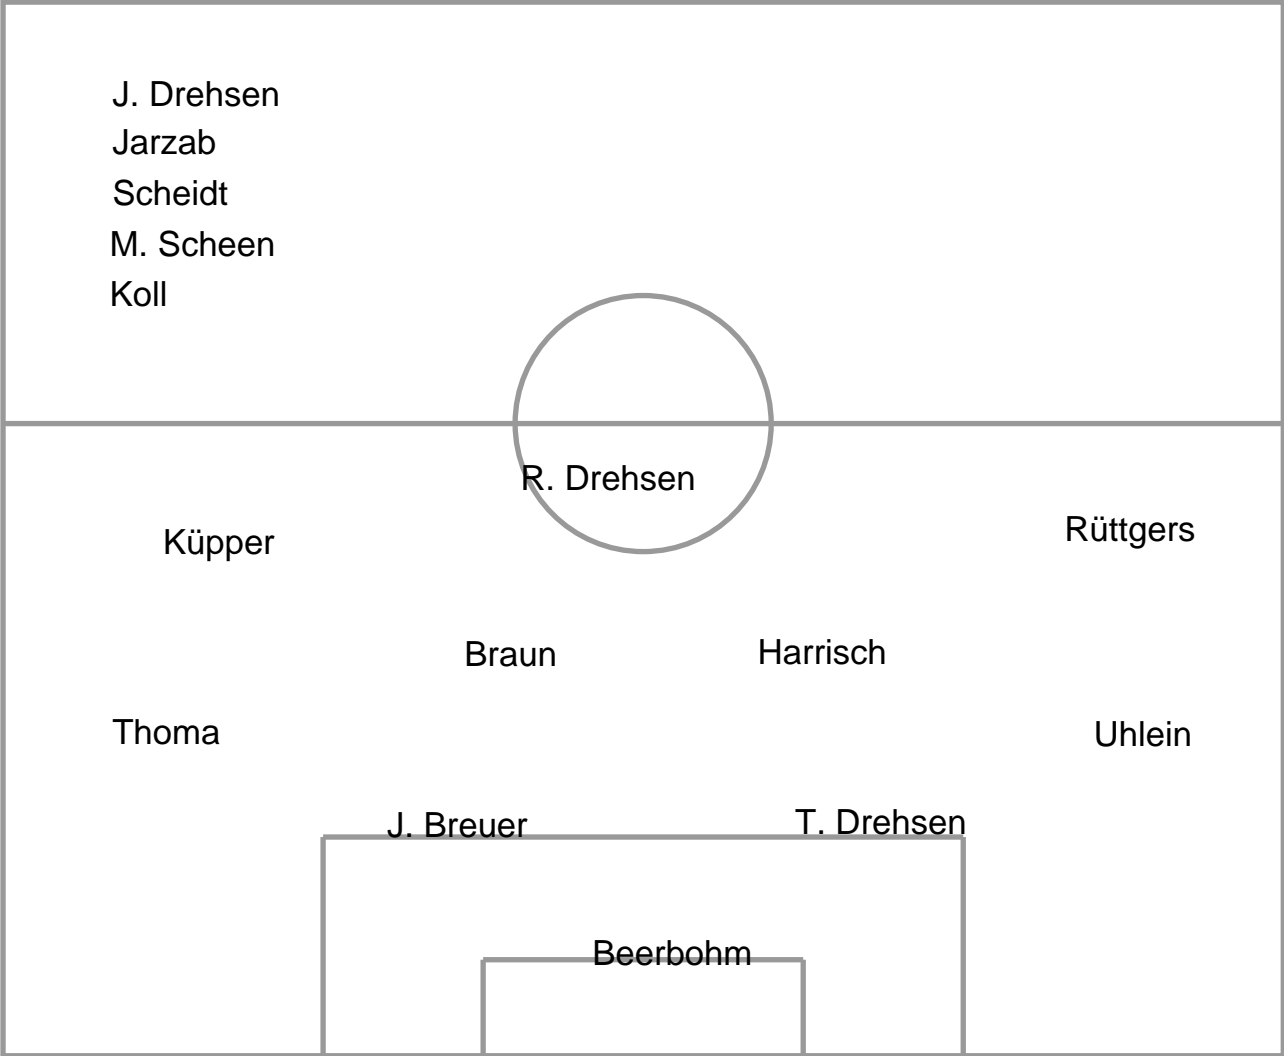 J. Drehsen
Jarzab
Scheidt
M. Scheen
Koll
R. Drehsen
Küpper
Rüttgers
Braun
Harrisch
Thoma
Uhlein
J. Breuer
T. Drehsen
Beerbohm